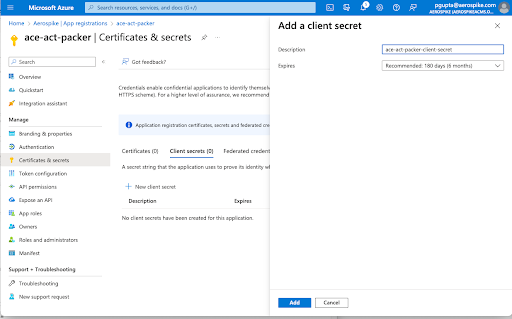 Microsoft Azure
Search resources, services, and docs (G+/)
pgupta@aerospike.com
AEROSPIKE (AEROSPIKEACMS.O...
Home > Aerospike | App registrations > ace-act-packer
ace-act-packer | Certificates & secrets
Search
Overview
Quickstart
Integration assistant
Manage
Branding & properties
Authentication
Certificates & secrets
Token configuration
API permissions
Expose an API
App roles
Owners
Roles and administrators
Manifest
Support + Troubleshooting
Troubleshooting
New support request
Got feedback?
Credentials enable confidential applications to identify themselve
HTTPS scheme). For a higher level of assurance, we recommend
Application registration certificates, secrets and federated cre
Certificates (0)
Client secrets (0)
Federated credent
A secret string that the application uses to prove its identity wh
New client secret
Description
Expires
No client secrets have been created for this application.
Add a client secret
Description
ace-act-packer-client-secret
Expires
Recommended: 180 days (6 months)
Add
Cancel